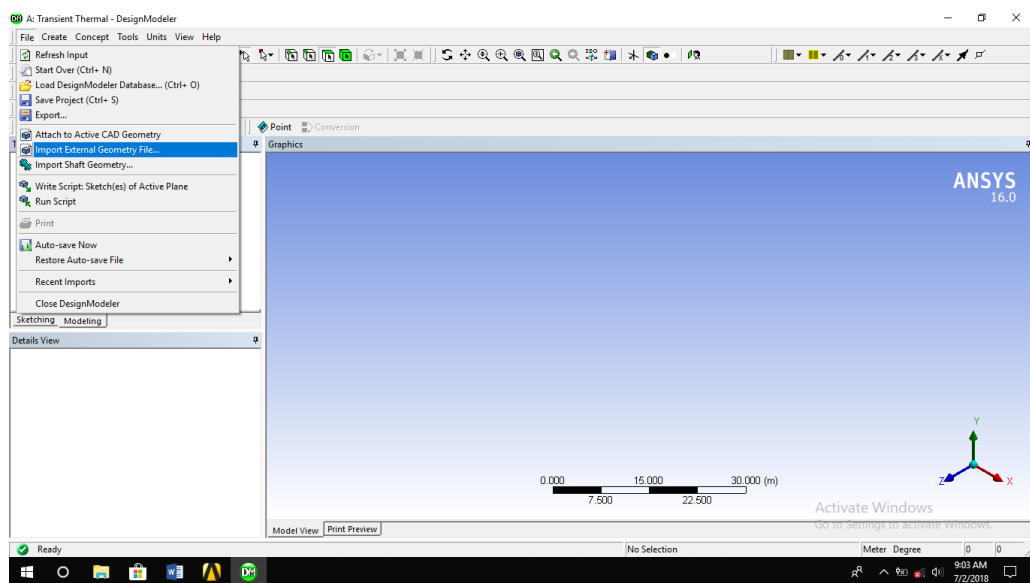 A: Transient Thermal - DesignModeler
File Create Concept Tools Units View Help
Refresh Input
Start Over (Ctrl+ N)
Load DesignModeler Database... (Ctrl+ O)
Save Project (Ctrl+ S)
Export...
Attach to Active CAD Geometry
Import External Geometry File...
Import Shaft Geometry...
Write Script: Sketch(es) of Active Plane
Run Script
Print
Auto-save Now
Restore Auto-save File
Recent Imports
Close DesignModeler
Point Conversion
Graphics
ANSYS
16.0
Sketching Modeling
Details View
Y
X
Z
0.000 15.000 30.000 (m)
7.500 22.500
Activate Windows
Go to Settings to activate Windows.
Model View Print Preview
Ready No Selection Meter Degree 0 0
9:03 AM
7/2/2018